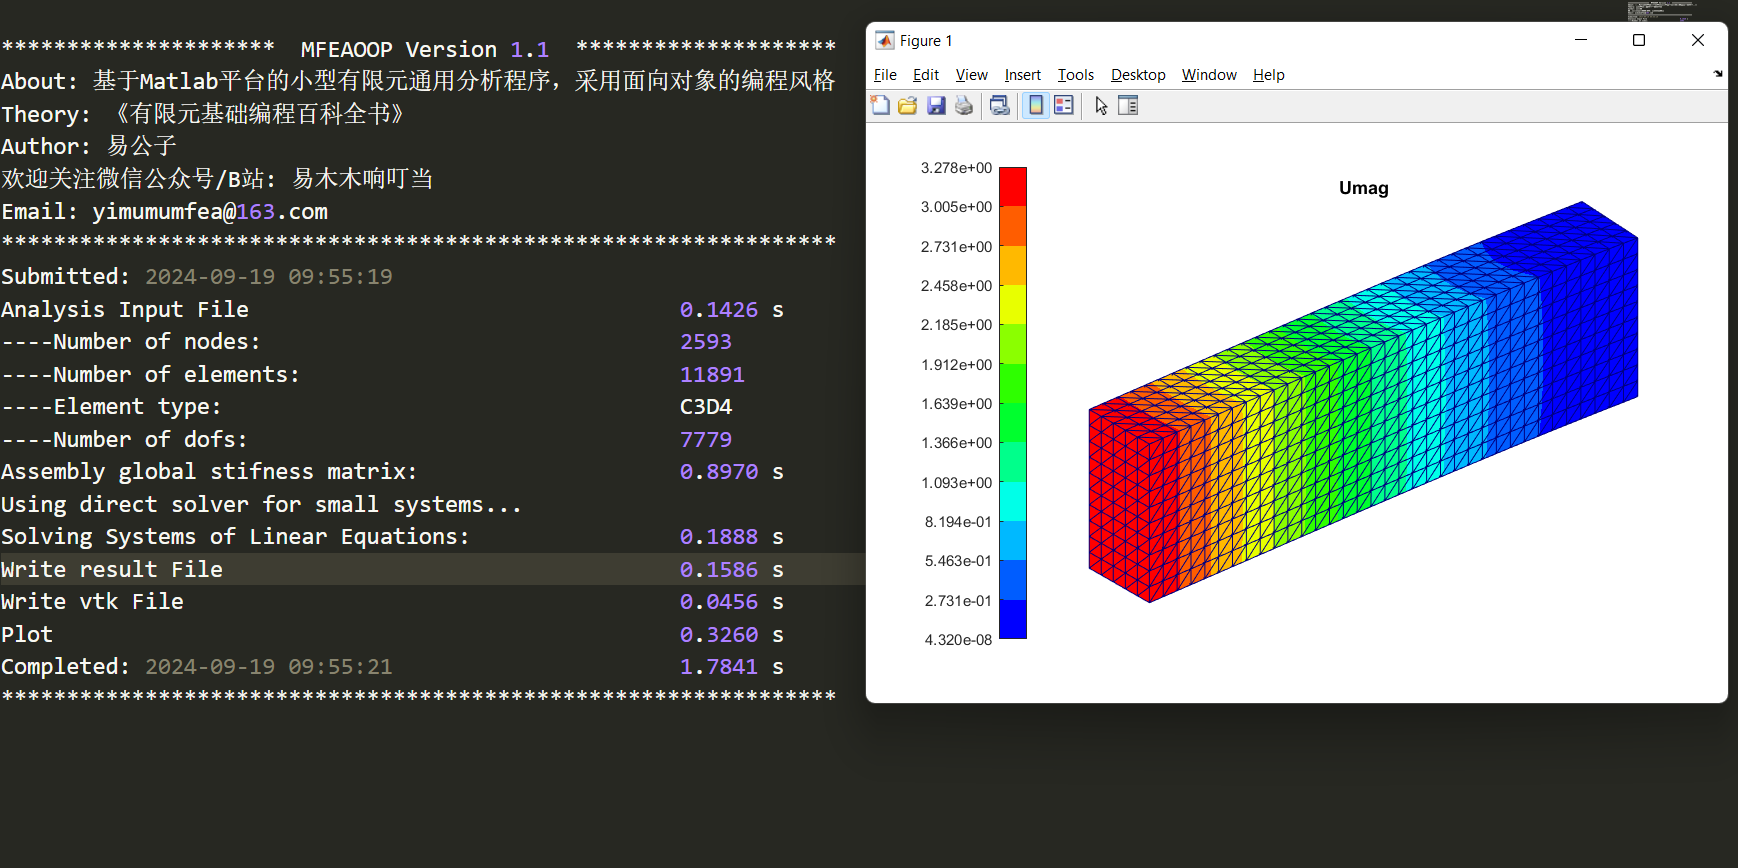 ********************* MFEAOOP Version 1.1 ********************
About: 基于Matlab平台的小型有限元通用分析程序，采用面向对象的编程风格
Theory: 《有限元基础编程百科全书》
Author: 易公子
欢迎关注微信公众号/B站: 易木木响叮当
Email: yimumumfea@163.com
****************************************************************
Submitted: 2024-09-19 09:55:19
Analysis Input File 0.1426 s
----Number of nodes: 2593
----Number of elements: 11891
----Element type: C3D4
----Number of dofs: 7779
Assembly global stifness matrix: 0.8970 s
Using direct solver for small systems...
Solving Systems of Linear Equations: 0.1888 s
Write result File 0.1586 s
Write vtk File 0.0456 s
Plot 0.3260 s
Completed: 2024-09-19 09:55:21 1.7841 s
****************************************************************
Figure 1
File Edit View Insert Tools Desktop Window Help
Umag
3.278e+00
3.005e+00
2.731e+00
2.458e+00
2.185e+00
1.912e+00
1.639e+00
1.366e+00
1.093e+00
8.194e-01
5.463e-01
2.731e-01
4.320e-08